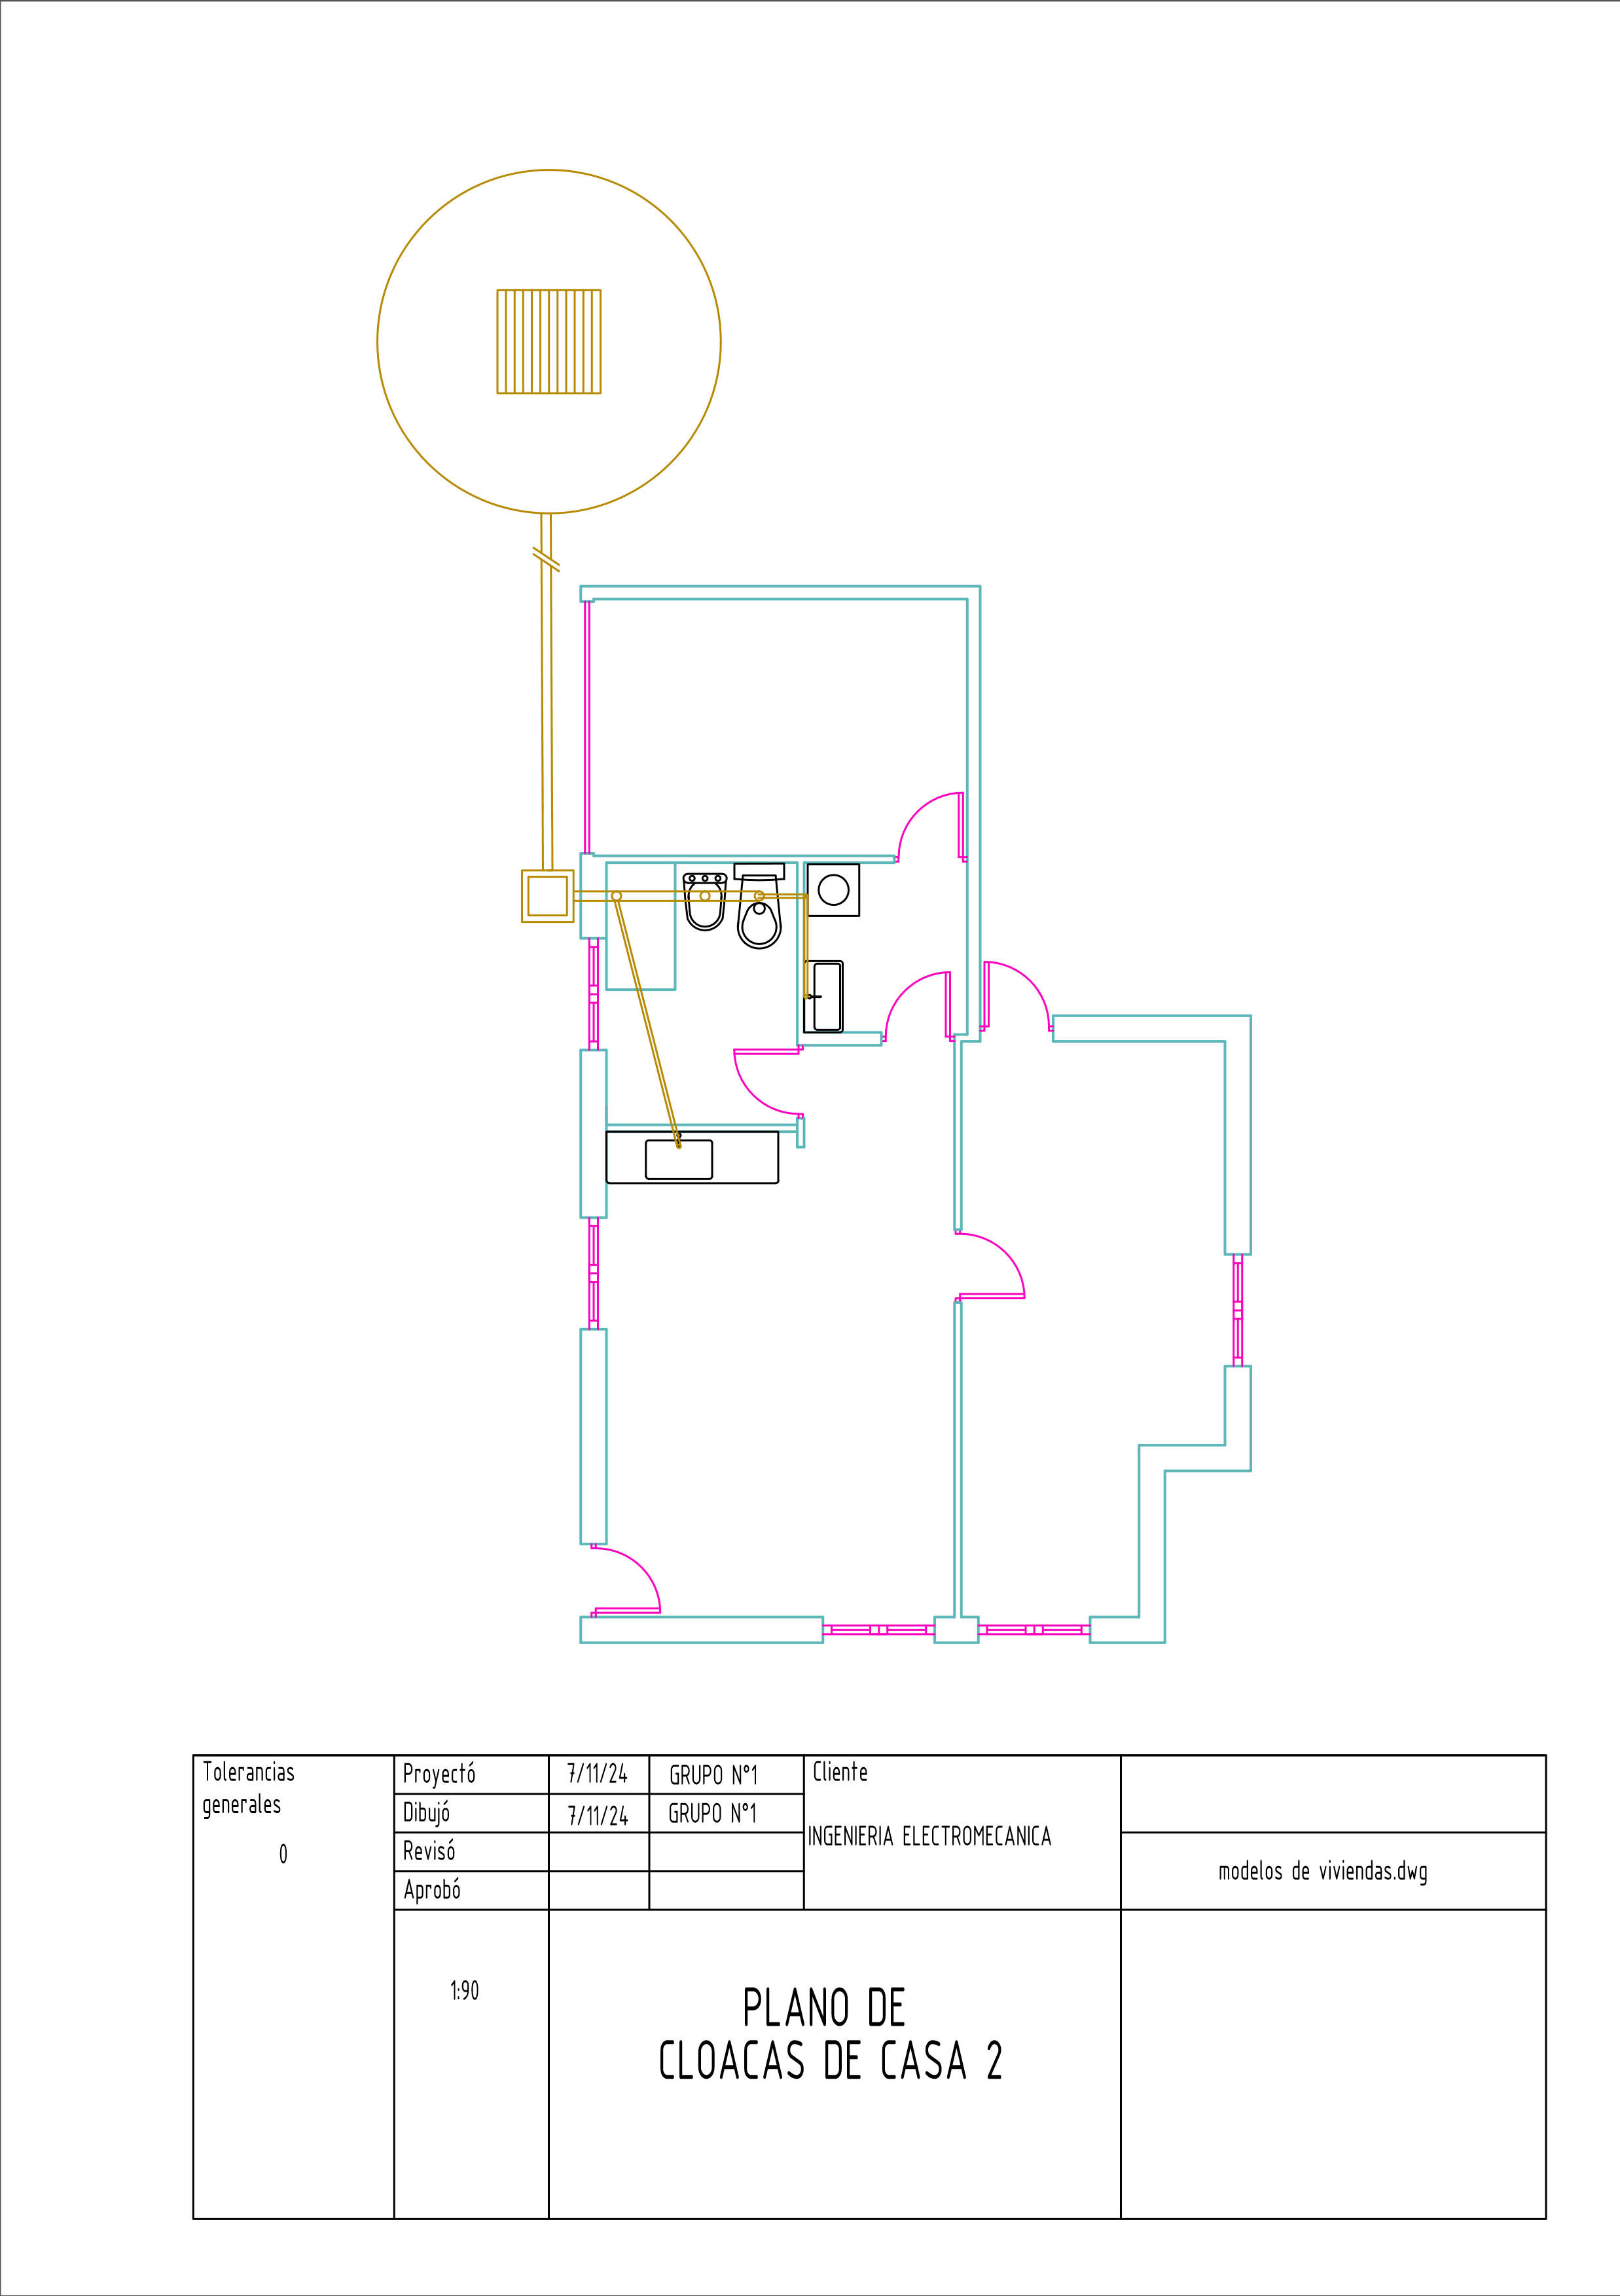 Tolerancias
generales
0
Proyectó 7/11/24 GRUPO N°1
Dibujó 7/11/24 GRUPO N°1
Revisó
Aprobó
Cliente
INGENIERIA ELECTROMECANICA
modelos de viviendas.dwg
1:90
PLANO DE
CLOACAS DE CASA 2